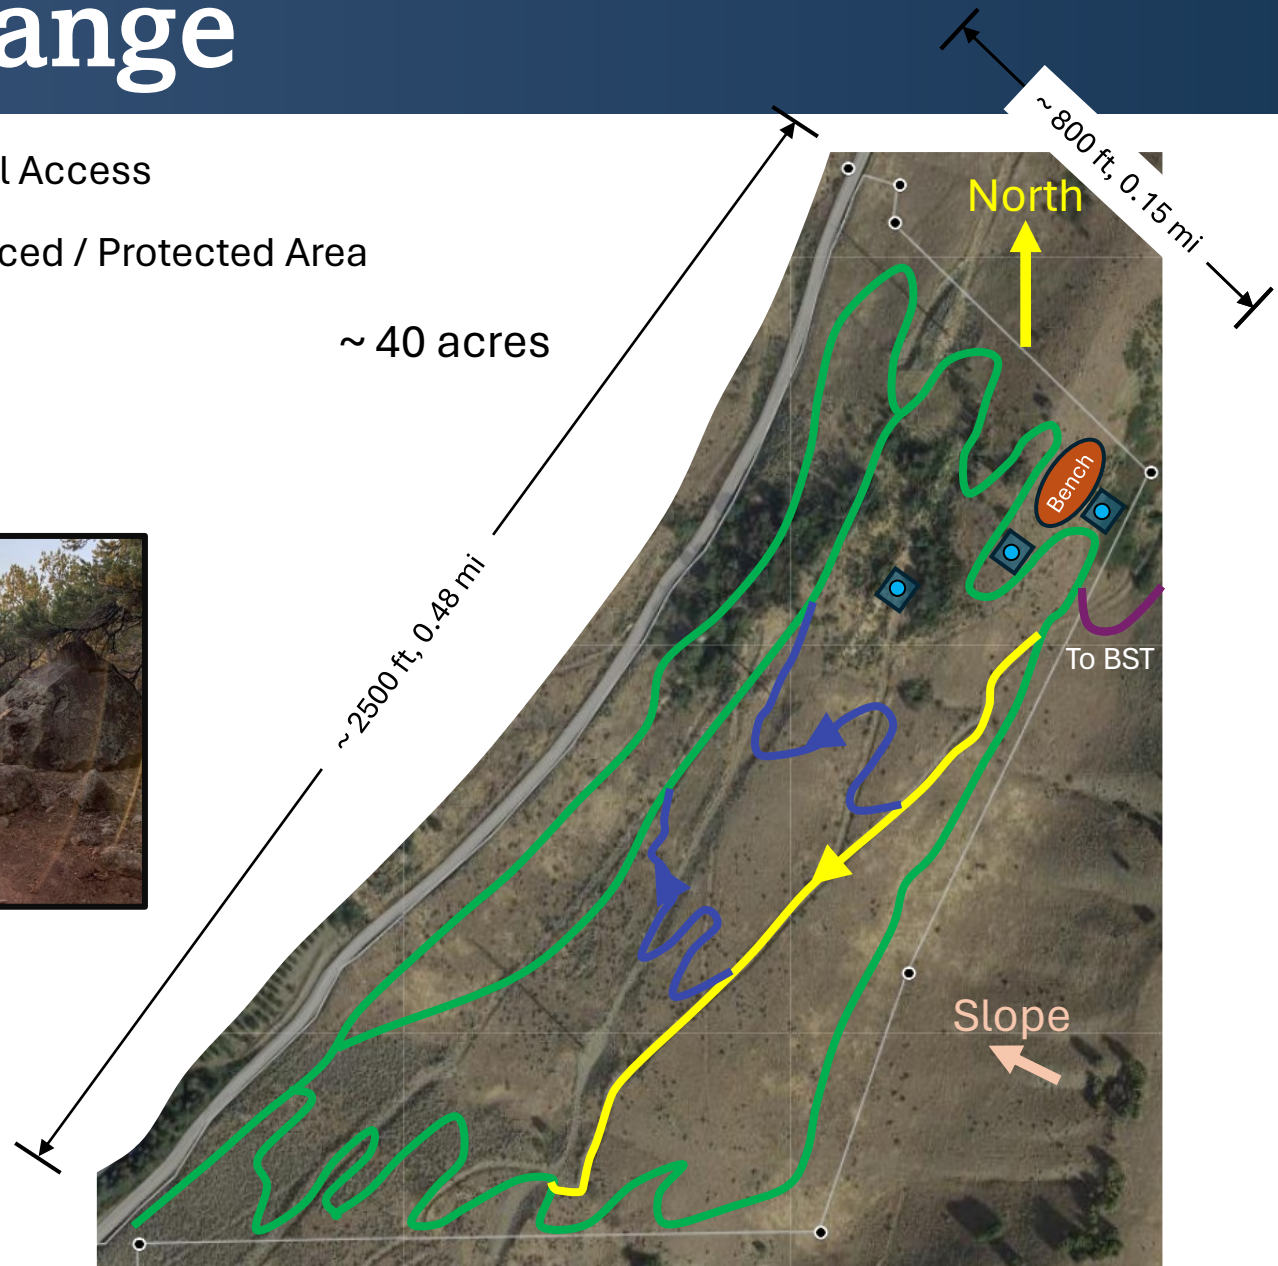 ange
l Access
ced / Protected Area
~ 40 acres
~ 800 ft, 0.15 mi
North
~ 2500 ft, 0.48 mi
Bench
To BST
Slope